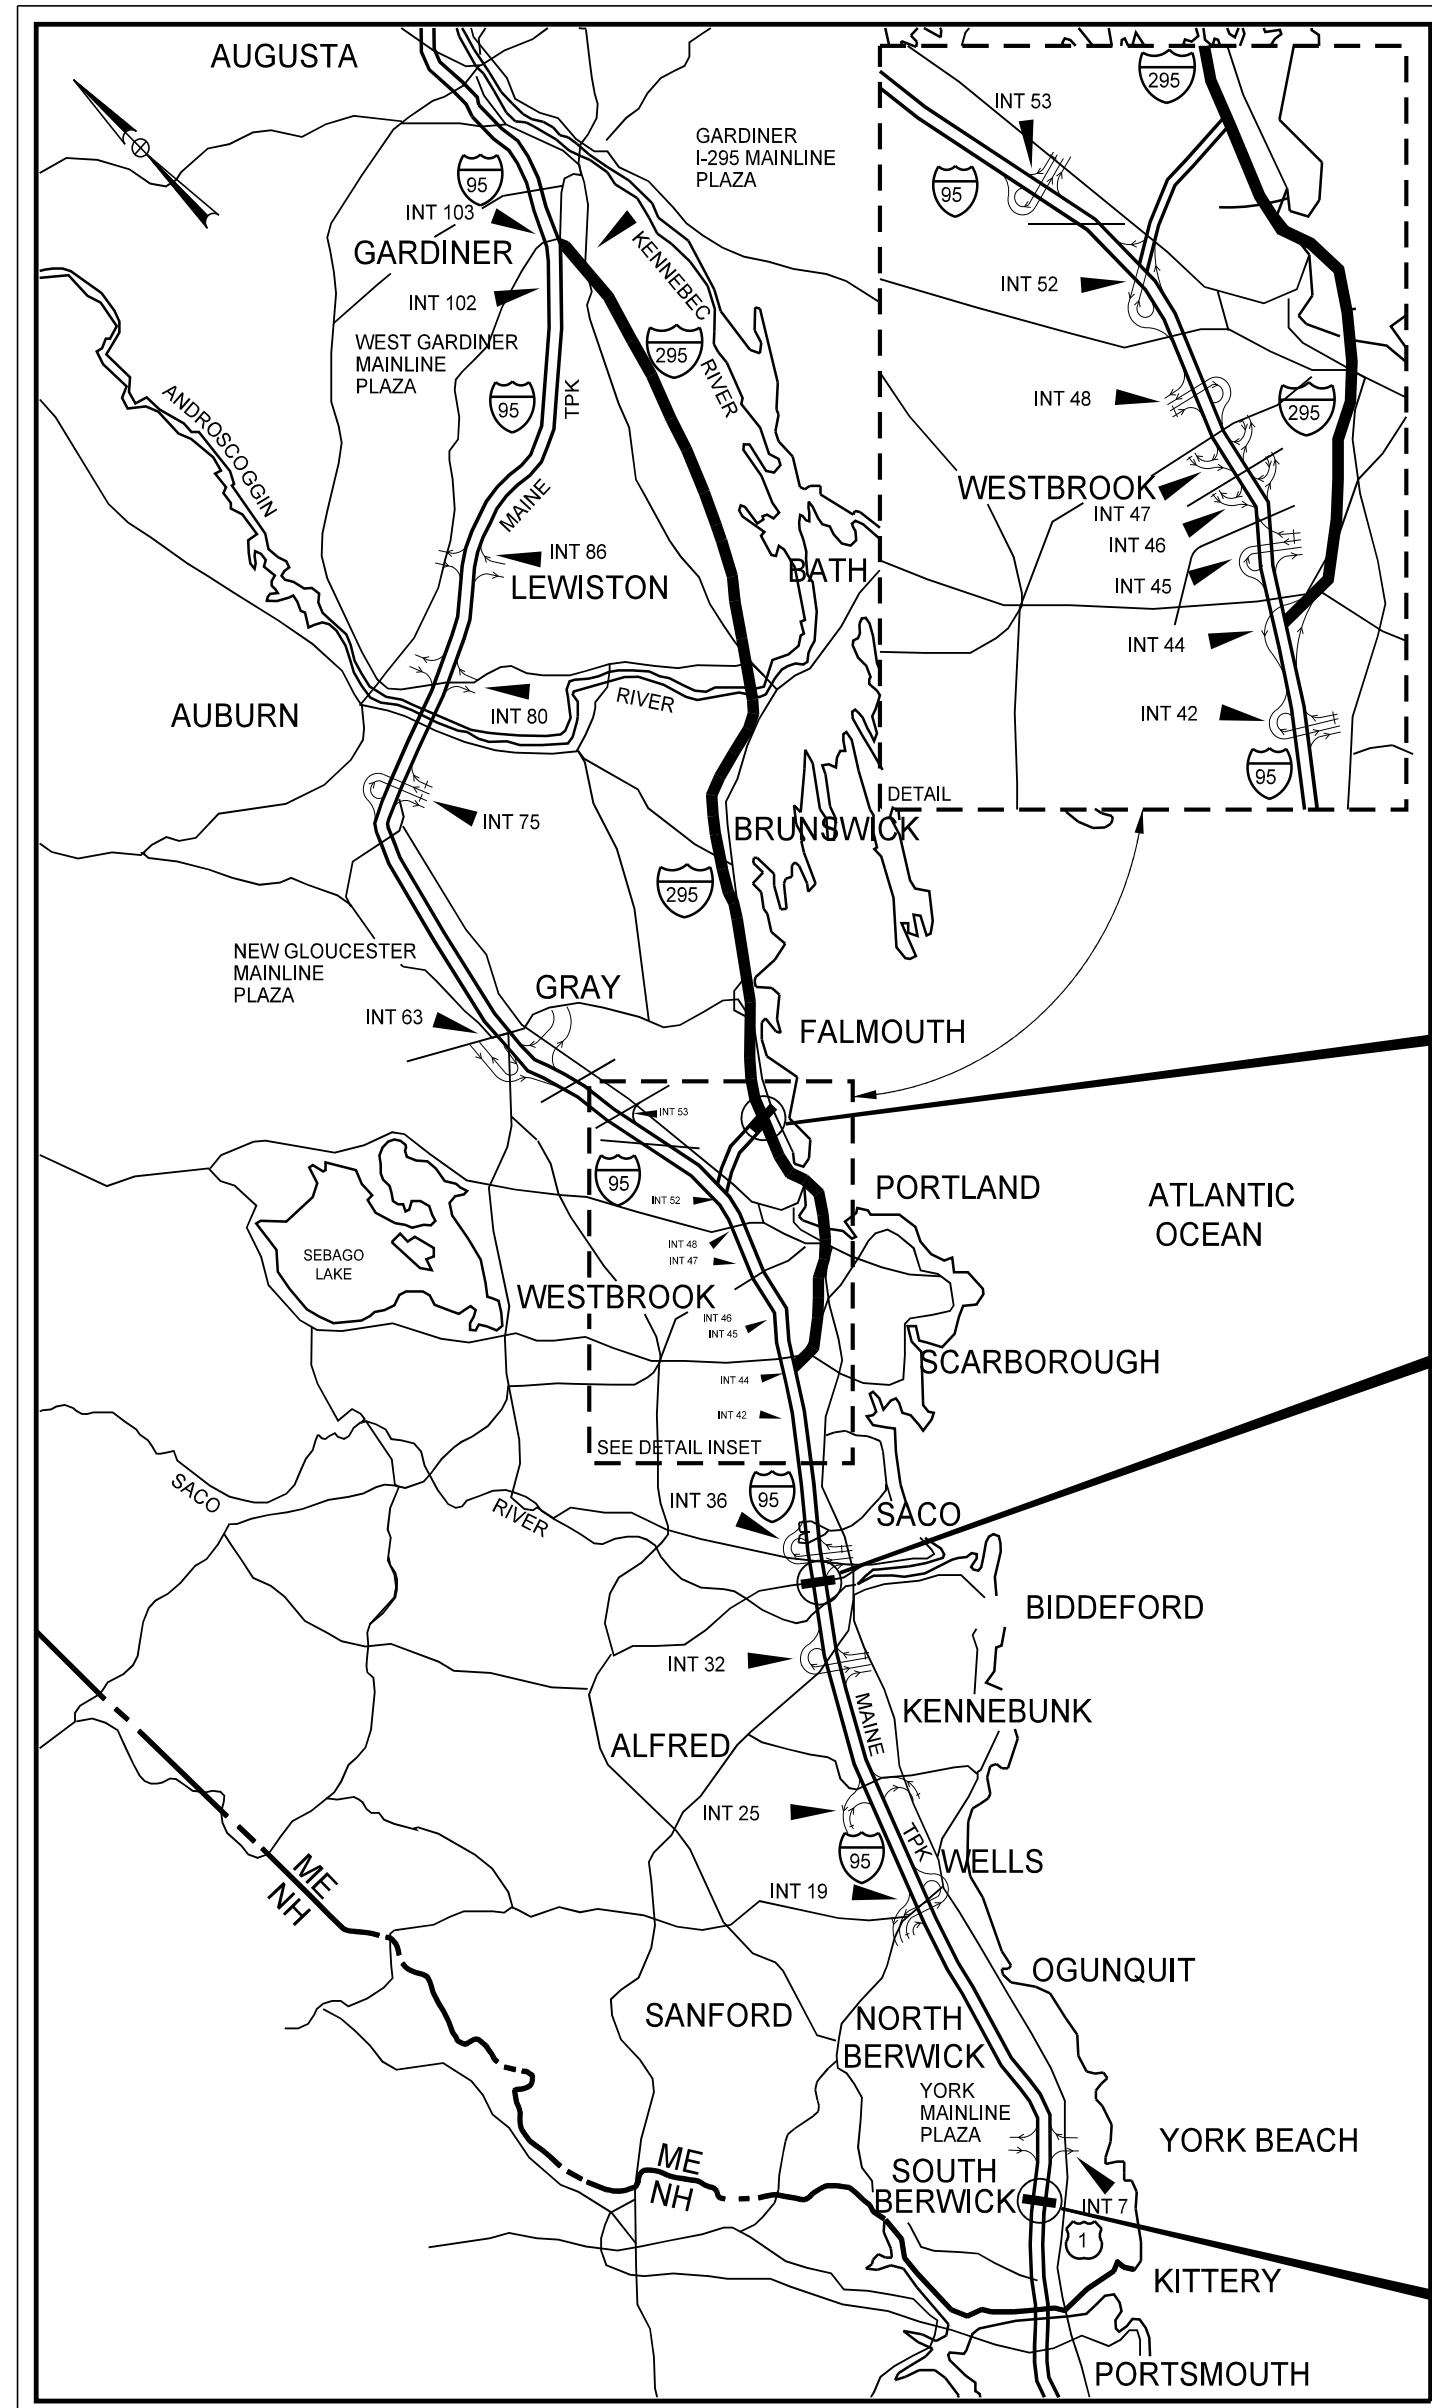 AUGUSTA
295
INT 53
GARDINER
I-295 MAINLINE
PLAZA
95
95
INT 103
KENNEBEC
RIVER
GARDINER
INT 102
INT 52
WEST GARDINER
MAINLINE
PLAZA
295
95
TPK
INT 48
295
ANDROSCOGGIN
MAINE
WESTBROOK
INT 47
INT 46
INT 86
LEWISTON
BATH
INT 45
INT 44
RIVER
AUBURN
INT 80
INT 42
95
DETAIL
INT 75
BRUNSWICK
295
NEW GLOUCESTER
MAINLINE
PLAZA
GRAY
INT 63
FALMOUTH
INT 53
95
INT 52
PORTLAND
ATLANTIC
OCEAN
SEBAGO
LAKE
INT 48
INT 47
WESTBROOK
INT 46
INT 45
SCARBOROUGH
INT 44
INT 42
SEE DETAIL INSET
SACO
RIVER
INT 36
95
SACO
BIDDEFORD
INT 32
MAINE
KENNEBUNK
ALFRED
INT 25
TPK
95
WELLS
ME
NH
INT 19
OGUNQUIT
SANFORD
NORTH
BERWICK
YORK
MAINLINE
PLAZA
YORK BEACH
ME
NH
SOUTH
BERWICK
INT 7
1
KITTERY
PORTSMOUTH